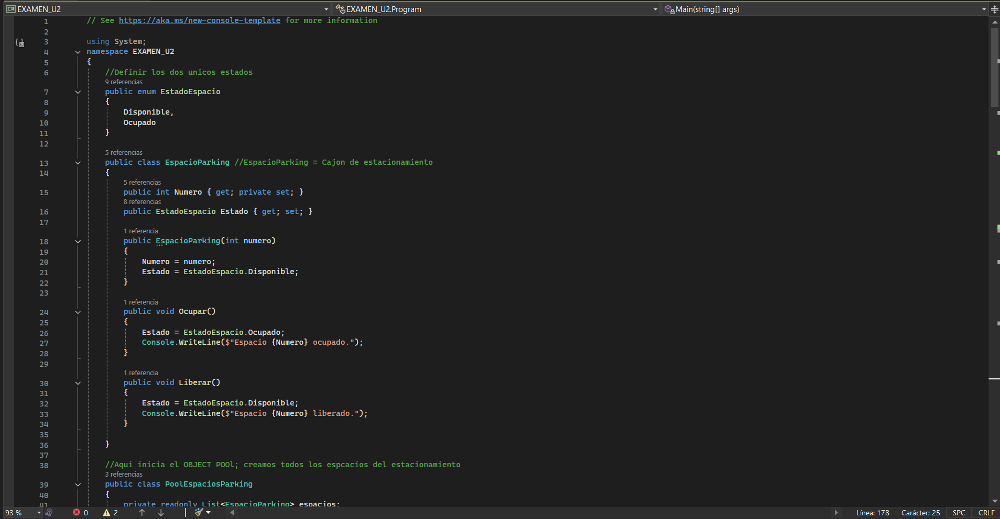 EXAMEN_U2 EXAMEN_U2.Program Main(string[] args)
1 // See https://aka.ms/new-console-template for more information
2
3 using System;
4 namespace EXAMEN_U2
5 {
6 //Definir los dos unicos estados
9 referencias
7 public enum EstadoEspacio
8 {
9 Disponible,
10 Ocupado
11 }
12
5 referencias
13 public class EspacioParking //EspacioParking = Cajon de estacionamiento
14 {
5 referencias
15 public int Numero { get; private set; }
8 referencias
16 public EstadoEspacio Estado { get; set; }
17
1 referencia
18 public EspacioParking(int numero)
19 {
20 Numero = numero;
21 Estado = EstadoEspacio.Disponible;
22 }
23
1 referencia
24 public void Ocupar()
25 {
26 Estado = EstadoEspacio.Ocupado;
27 Console.WriteLine($"Espacio {Numero} ocupado.");
28 }
29
1 referencia
30 public void Liberar()
31 {
32 Estado = EstadoEspacio.Disponible;
33 Console.WriteLine($"Espacio {Numero} liberado.");
34 }
35
36 }
37
38 //Aqui inicia el OBJECT POOl; creamos todos los espcacios del estacionamiento
3 referencias
39 public class PoolEspaciosParking
40 {
41 private readonly List<EspacioParking> espacios;
93 % 0 2 Línea: 178 Carácter: 25 SPC CRLF